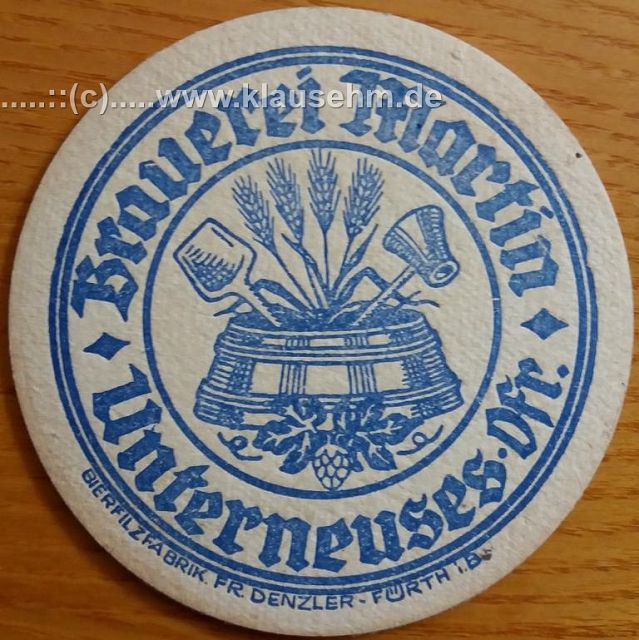 ......::(c).....www.klausehm.de
Brauerei Martin
Unterneuses·Ofr.
BIERFILZFABRIK FR. DENZLER - FÜRTH i.B.